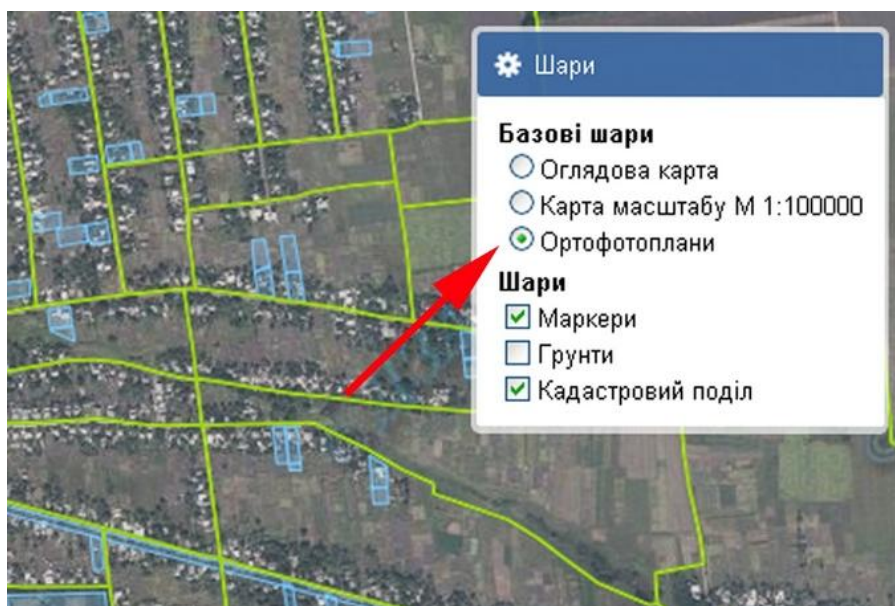 Шари
Базові шари
Оглядова карта
Карта масштабу М 1:100000
Ортофотоплани
Шари
Маркери
Грунти
Кадастровий поділ